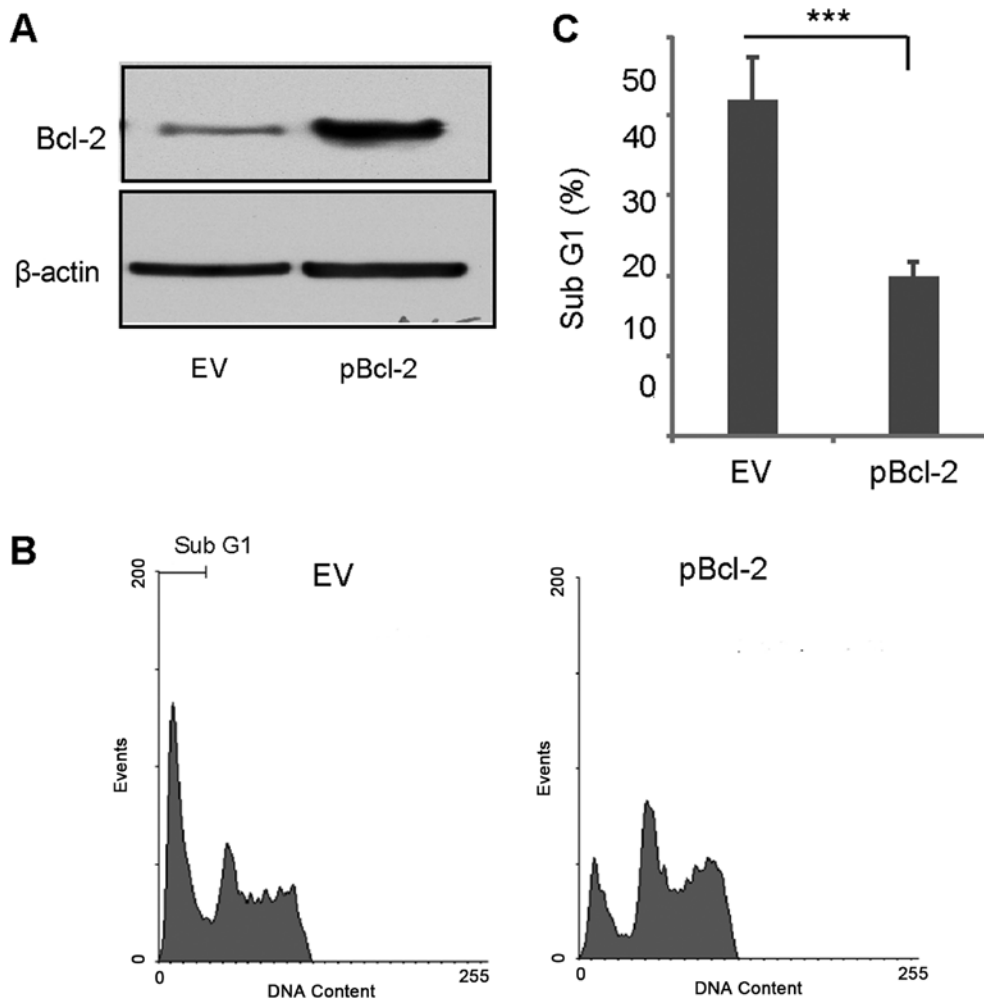 A
Bcl-2
β-actin
EV pBcl-2
C
***
Sub G1 (%)
50
40
30
20
10
0
EV pBcl-2
B
Sub G1
EV
200
Events
0
0 255
DNA Content
pBcl-2
200
Events
0
0 255
DNA Content